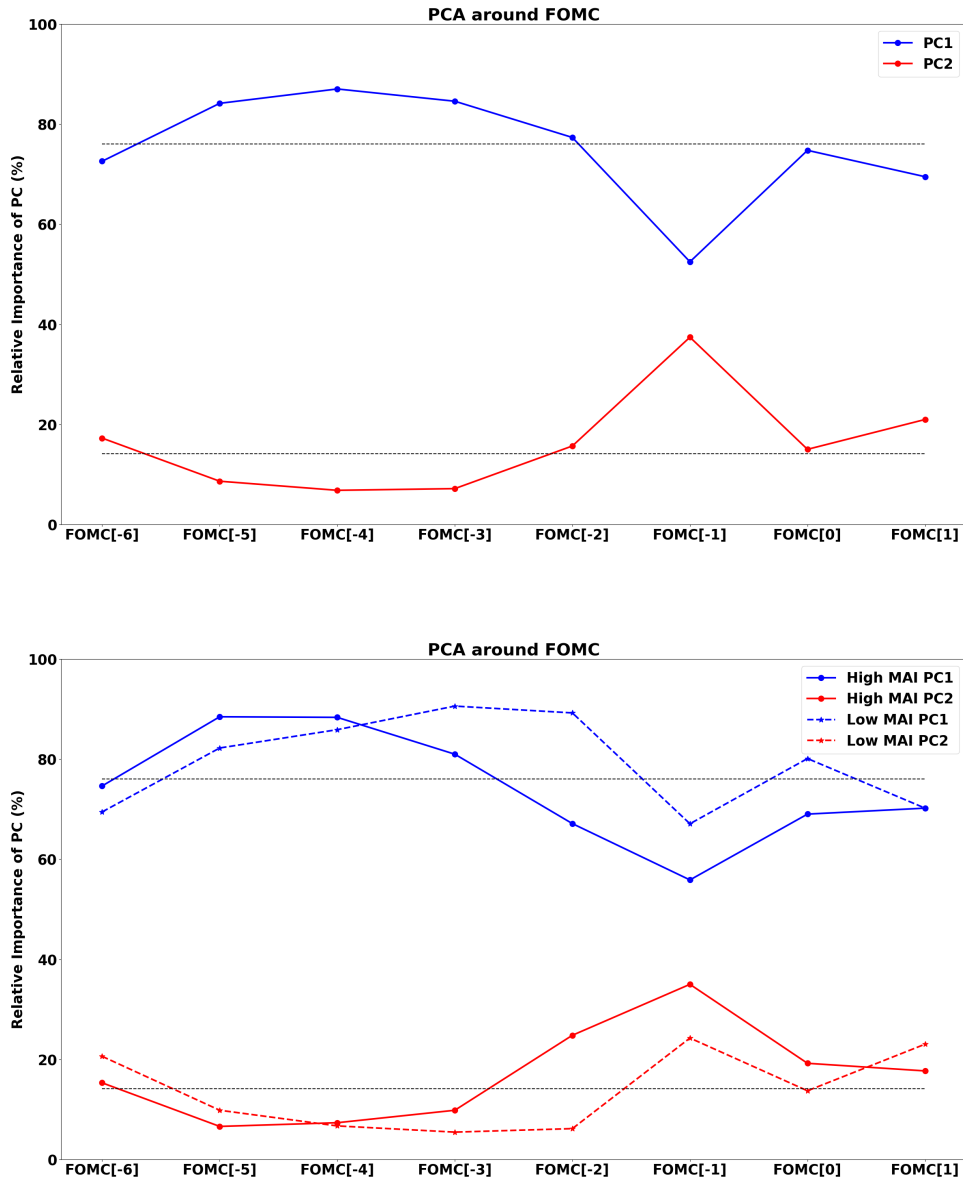 PCA around FOMC
100
80
60
40
20
0
Relative Importance of PC (%)
PC1
PC2
FOMC[-6] FOMC[-5] FOMC[-4] FOMC[-3] FOMC[-2] FOMC[-1] FOMC[0] FOMC[1]
PCA around FOMC
100
80
60
40
20
0
Relative Importance of PC (%)
High MAI PC1
High MAI PC2
Low MAI PC1
Low MAI PC2
FOMC[-6] FOMC[-5] FOMC[-4] FOMC[-3] FOMC[-2] FOMC[-1] FOMC[0] FOMC[1]